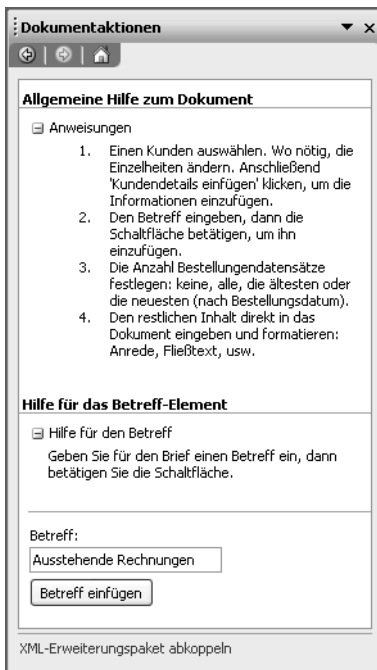 Dokumentaktionen
Allgemeine Hilfe zum Dokument
Anweisungen
1. Einen Kunden auswählen. Wo nötig, die
Einzelheiten ändern. Anschließend
'Kundendetails einfügen' klicken, um die
Informationen einzufügen.
2. Den Betreff eingeben, dann die
Schaltfläche betätigen, um ihn
einzufügen.
3. Die Anzahl Bestellungendatensätze
festlegen: keine, alle, die ältesten oder
die neuesten (nach Bestellungsdatum).
4. Den restlichen Inhalt direkt in das
Dokument eingeben und formatieren:
Anrede, Fließtext, usw.
Hilfe für das Betreff-Element
Hilfe für den Betreff
Geben Sie für den Brief einen Betreff ein, dann
betätigen Sie die Schaltfläche.
Betreff:
Ausstehende Rechnungen
Betreff einfügen
XML-Erweiterungspaket abkoppeln